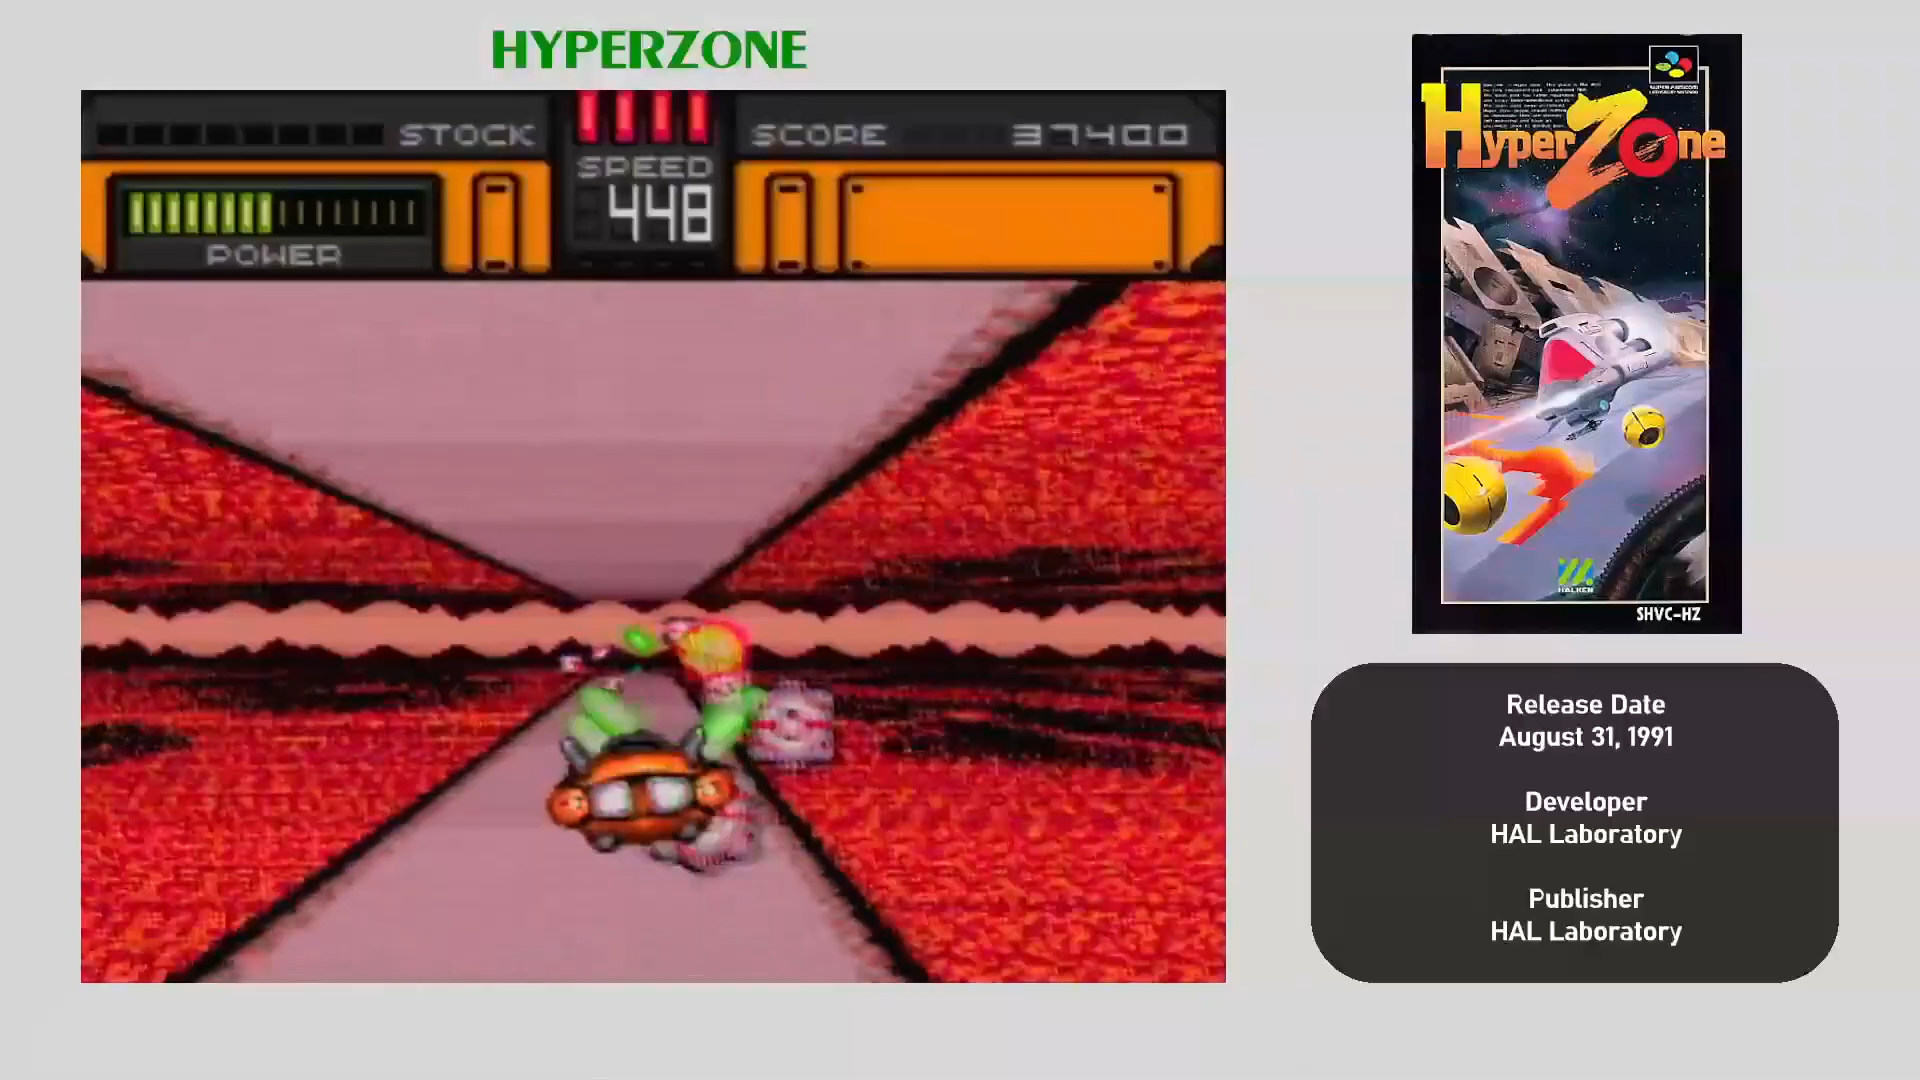 HYPERZONE
STOCK
SCORE 37400
SPEED
448
POWER
HyperZone
HALKEN
SHVC-HZ
Release Date
August 31, 1991
Developer
HAL Laboratory
Publisher
HAL Laboratory